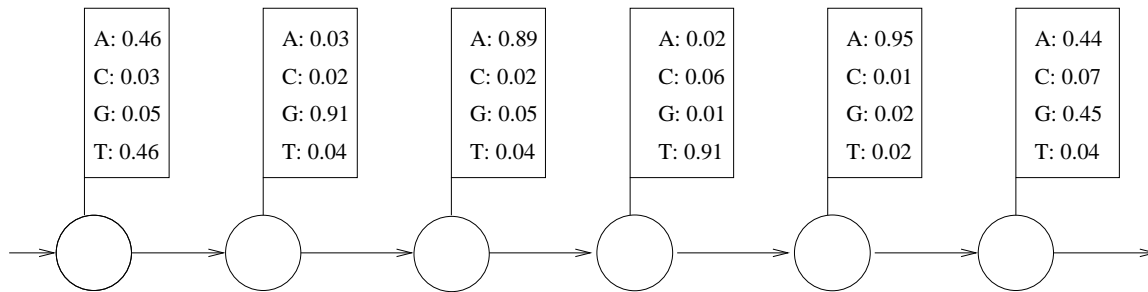 A: 0.46
C: 0.03
G: 0.05
T: 0.46
A: 0.03
C: 0.02
G: 0.91
T: 0.04
A: 0.89
C: 0.02
G: 0.05
T: 0.04
A: 0.02
C: 0.06
G: 0.01
T: 0.91
A: 0.95
C: 0.01
G: 0.02
T: 0.02
A: 0.44
C: 0.07
G: 0.45
T: 0.04